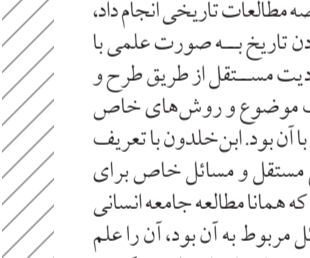 صه مطالعات تاریخی انجام داد،
دن تاریخ به صورت علمی با
دیت مستقل از طریق طرح و
موضوع و روش‌های خاص
با آن بود. ابن‌خلدون با تعریف
مستقل و مسائل خاص برای
که همانا مطالعه جامعه انسانی
ئل مربوط به آن بود، آن را علم